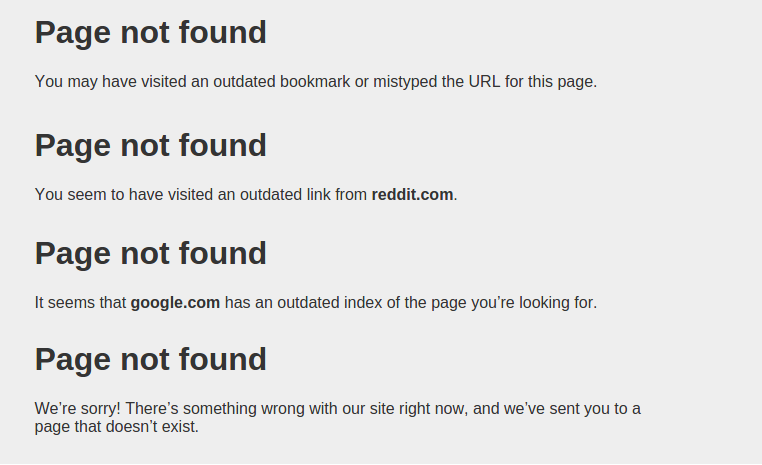 Page not found
You may have visited an outdated bookmark or mistyped the URL for this page.
Page not found
You seem to have visited an outdated link from reddit.com.
Page not found
It seems that google.com has an outdated index of the page you’re looking for.
Page not found
We’re sorry! There’s something wrong with our site right now, and we’ve sent you to a
page that doesn’t exist.